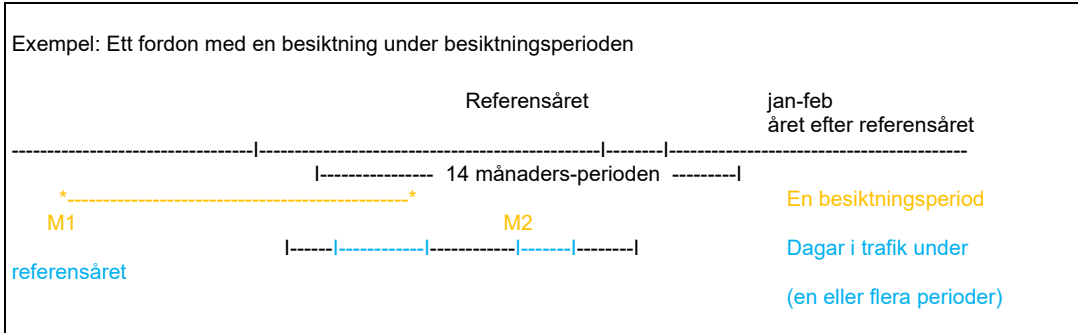 Exempel: Ett fordon med en besiktning under besiktningsperioden
Referensåret jan-feb
året efter referensåret
----------------------------------I------------------------------------------------I--------I------------------------------------------
I---------------- 14 månaders-perioden ---------I
*------------------------------------------------* En besiktningsperiod
M1 M2
I------I------------I------------I-------I--------I Dagar i trafik under
referensåret
(en eller flera perioder)